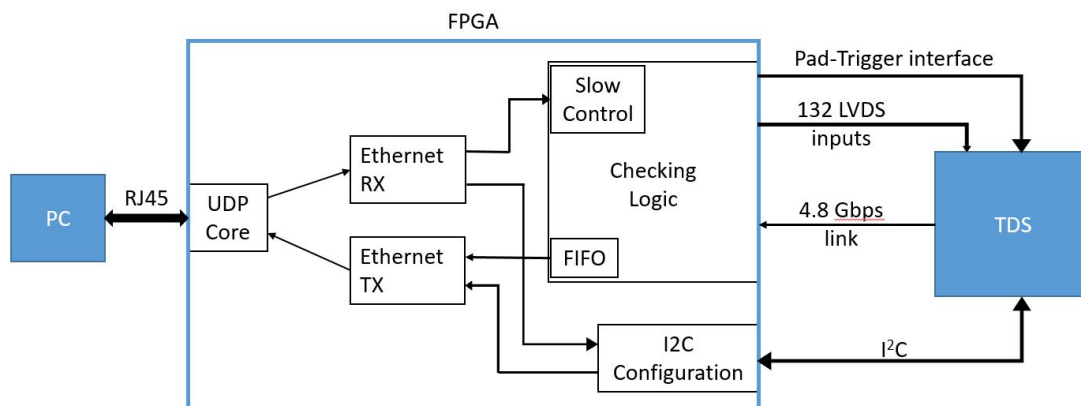 FPGA
Pad-Trigger interface
Slow
Control
132 LVDS
inputs
Ethernet
RX
Checking
Logic
PC
RJ45
UDP
Core
4.8 Gbps
link
TDS
Ethernet
TX
FIFO
I2C
Configuration
I²C